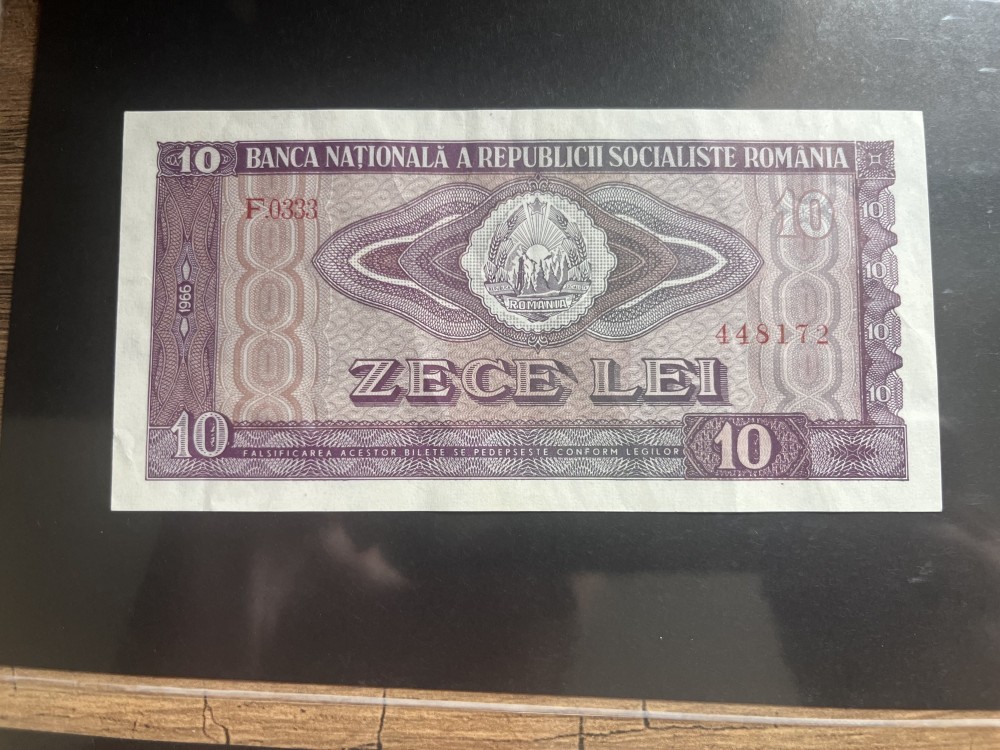 10 BANCA NAȚIONALĂ A REPUBLICII SOCIALISTE ROMÂNIA
F.0333
10
10
1966
10
ROMANIA
10
448172
ZECE LEI
10
10
10
FALSIFICAREA ACESTOR BILETE SE PEDEPSEȘTE CONFORM LEGILOR